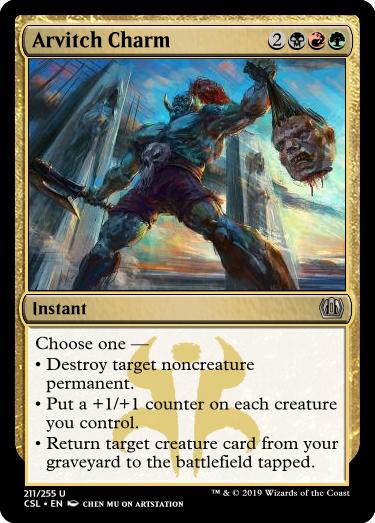 Arvitch Charm 2
Instant
Choose one —
• Destroy target noncreature
permanent.
• Put a +1/+1 counter on each creature
you control.
• Return target creature card from your
graveyard to the battlefield tapped.
211/255 U
™ & © 2019 Wizards of the Coast
CSL • EN CHEN MU ON ARTSTATION